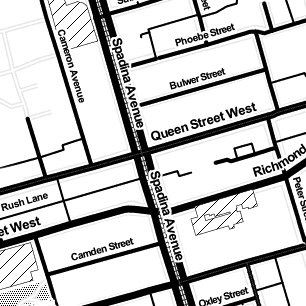 Phoebe Street
Cameron Avenue
Spadina Avenue
Bulwer Street
Queen Street West
Richmond
Spadina Avenue
Rush Lane
et West
Peter
Camden Street
Oxley Street